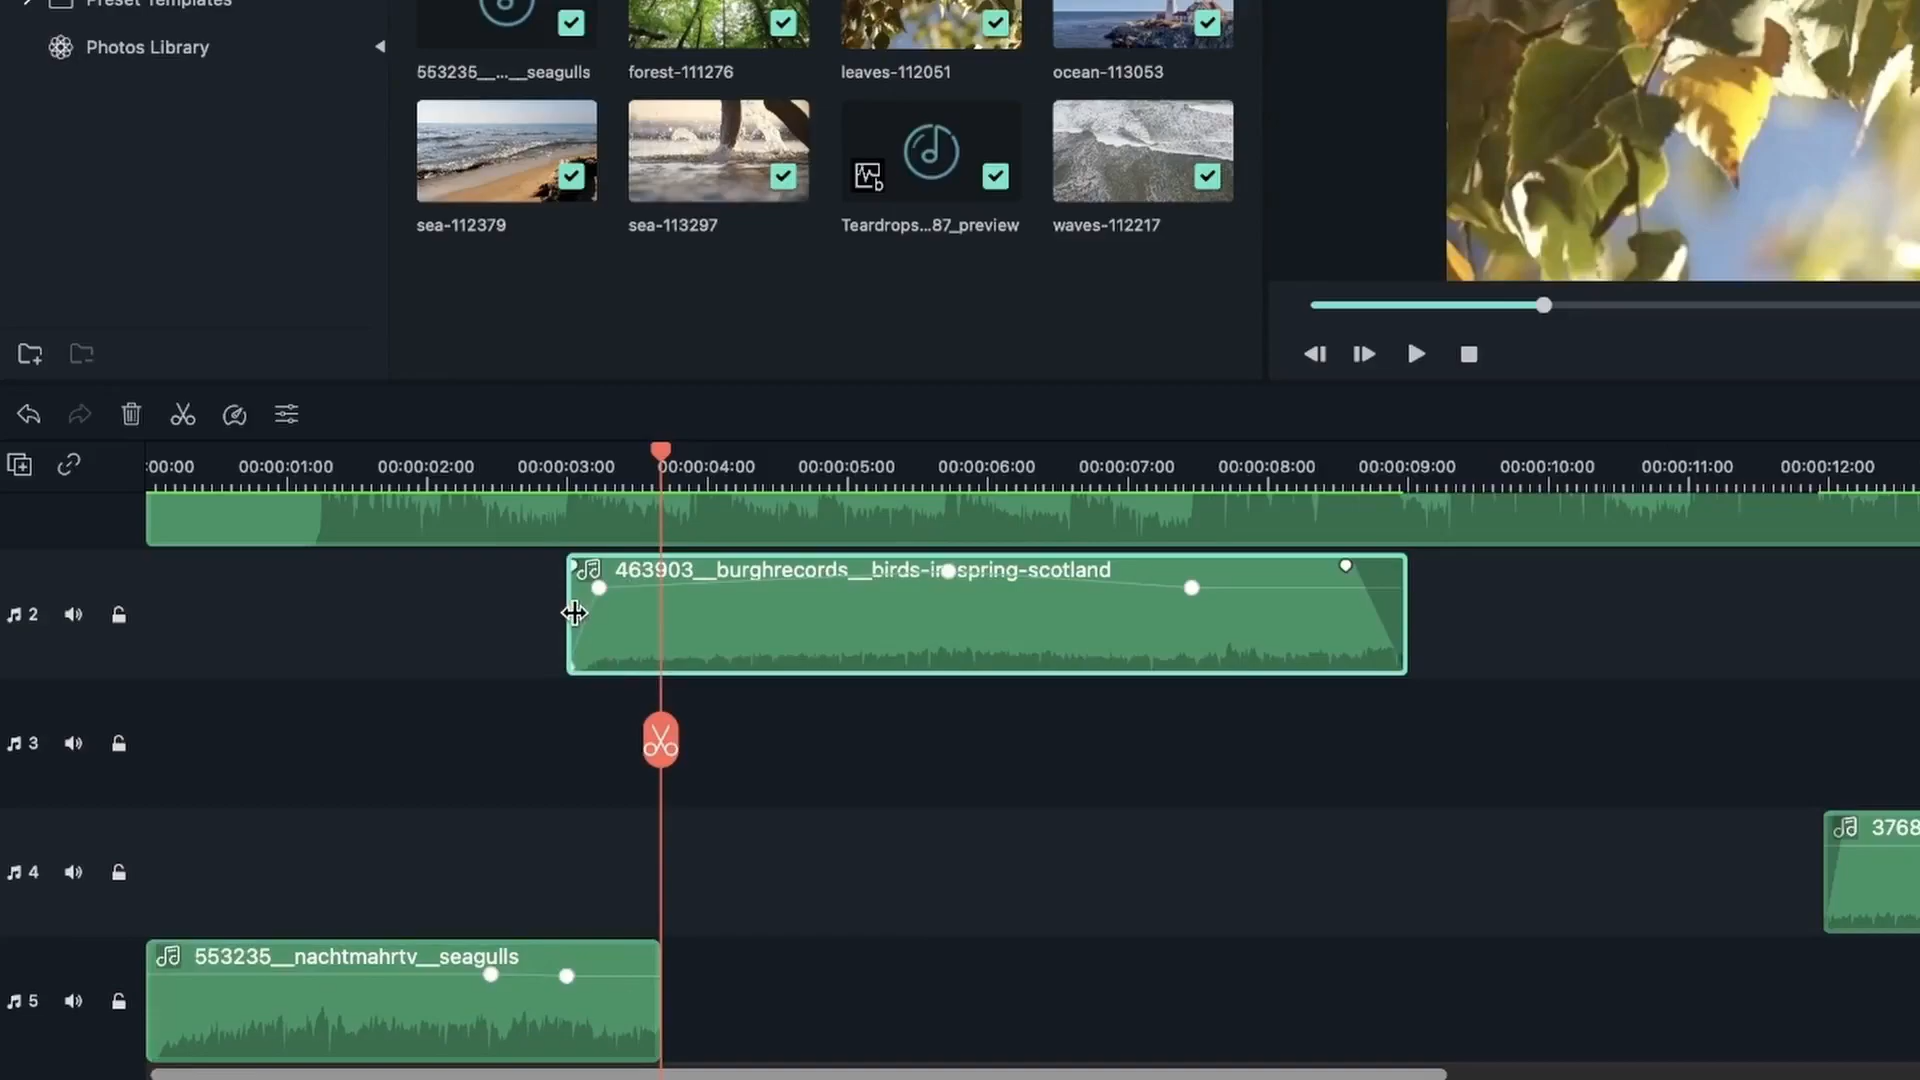 Preset Templates
Photos Library
553235__...__seagulls
forest-111276
leaves-112051
ocean-113053
sea-112379
sea-113297
Teardrops...87_preview
waves-112217
:00:00
00:00:01:00
00:00:02:00
00:00:03:00
00:00:04:00
00:00:05:00
00:00:06:00
00:00:07:00
00:00:08:00
00:00:09:00
00:00:10:00
00:00:11:00
00:00:12:00
463903__burghrecords__birds-in-spring-scotland
2
3
4
3768
553235__nachtmahrtv__seagulls
5